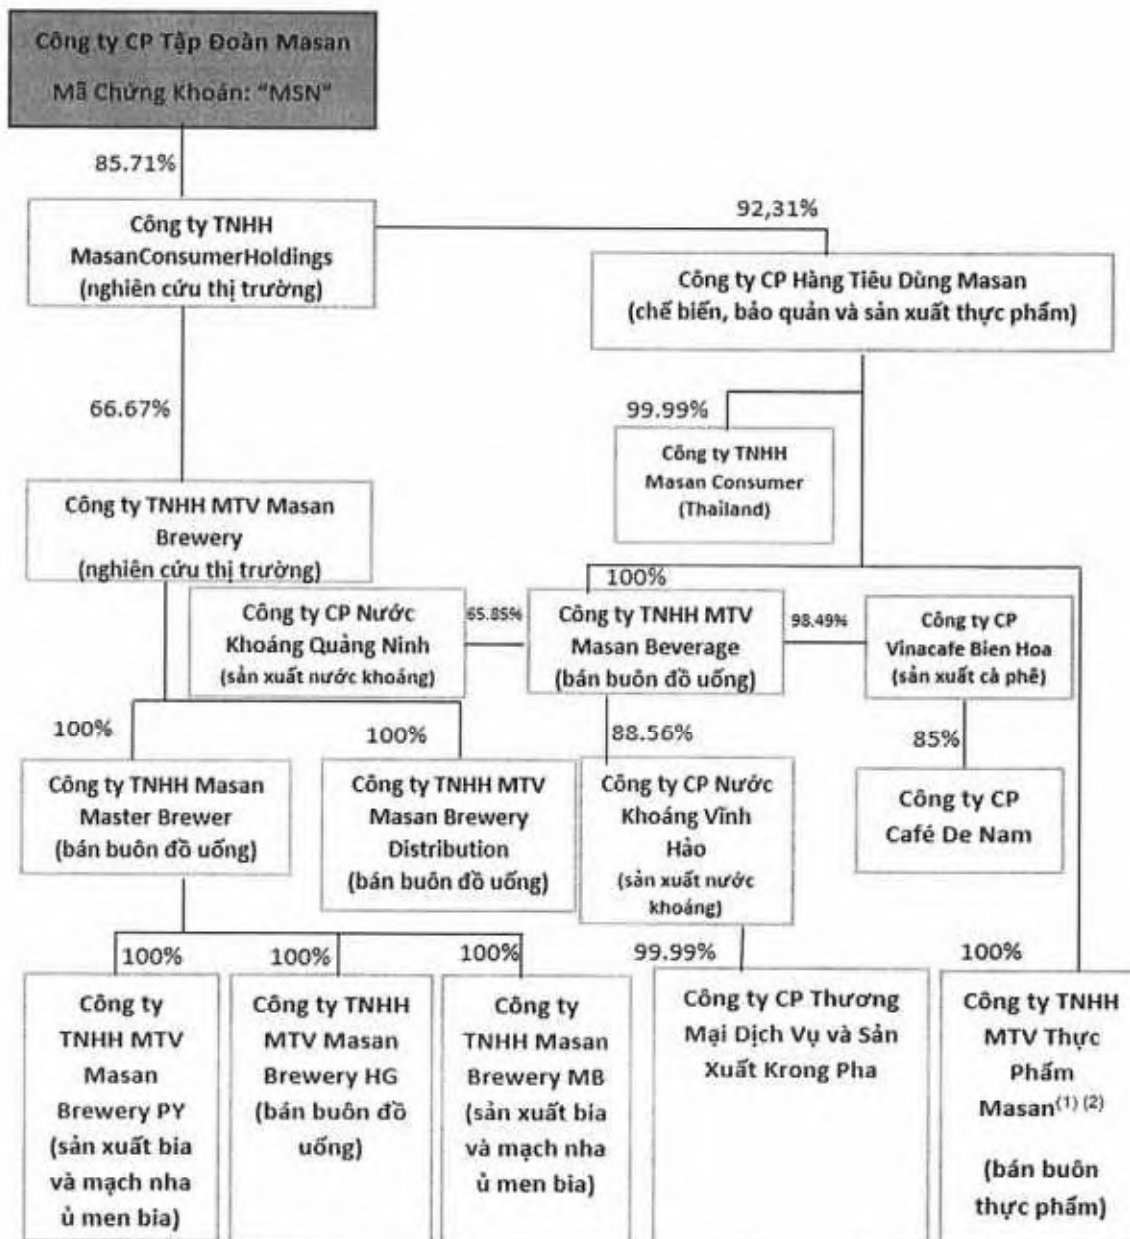 Công ty CP Tập Đoàn Masan
Mã Chứng Khoán: "MSN"
85.71%
Công ty TNHH
MasanConsumerHoldings
(nghiên cứu thị trường)
92,31%
Công ty CP Hàng Tiêu Dùng Masan
(chế biến, bảo quản và sản xuất thực phẩm)
66.67%
99.99%
Công ty TNHH
Masan Consumer
(Thailand)
Công ty TNHH MTV Masan
Brewery
(nghiên cứu thị trường)
100%
Công ty CP Nước
Khoáng Quảng Ninh
(sản xuất nước khoáng)
65.85%
Công ty TNHH MTV
Masan Beverage
(bán buôn đồ uống)
98.49%
Công ty CP
Vinacafe Bien Hoa
(sản xuất cà phê)
100%
100%
88.56%
85%
Công ty TNHH Masan
Master Brewer
(bán buôn đồ uống)
Công ty TNHH MTV
Masan Brewery
Distribution
(bán buôn đồ uống)
Công ty CP Nước
Khoáng Vĩnh
Hảo
(sản xuất nước
khoáng)
Công ty CP
Café De Nam
100%
100%
100%
99.99%
100%
Công ty
TNHH MTV
Masan
Brewery PY
(sản xuất bia
và mạch nha
ủ men bia)
Công ty TNHH
MTV Masan
Brewery HG
(bán buôn đồ
uống)
Công ty
TNHH Masan
Brewery MB
(sản xuất bia
và mạch nha
ủ men bia)
Công ty CP Thương
Mại Dịch Vụ và Sản
Xuất Krong Pha
Công ty TNHH
MTV Thực
Phẩm
Masan(1) (2)
(bán buôn
thực phẩm)